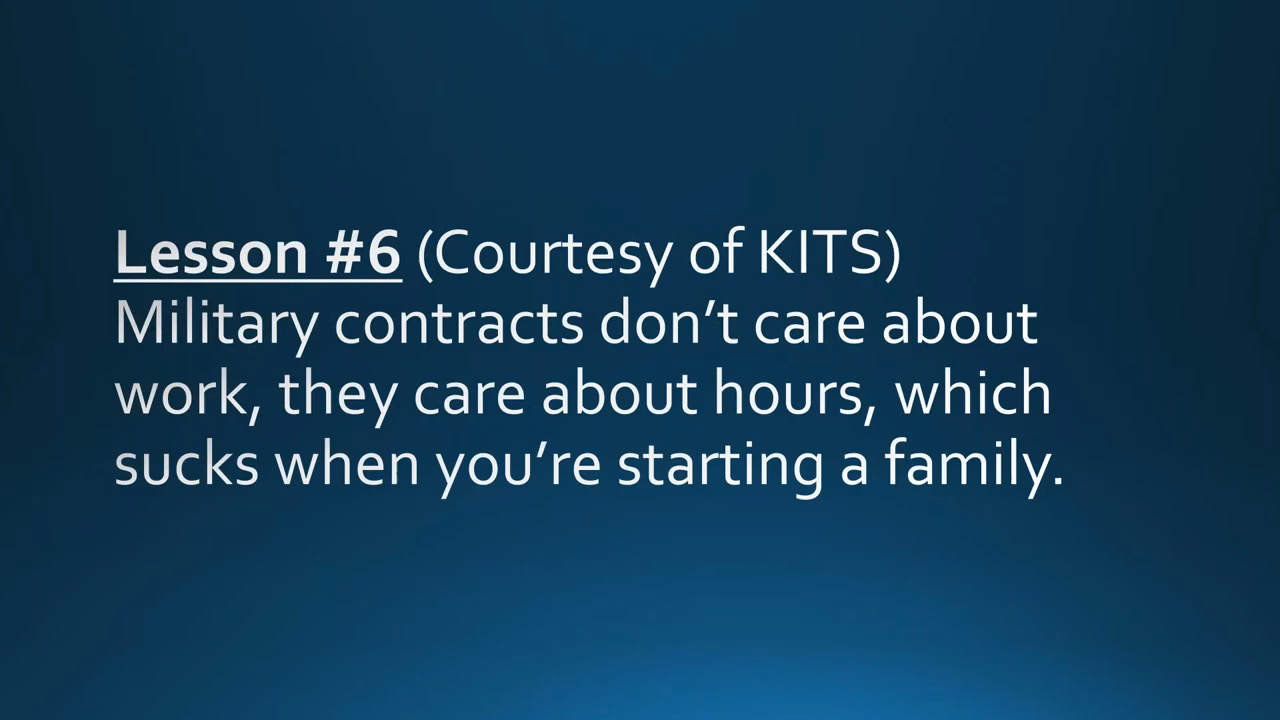 Lesson #6 (Courtesy of KITS)
Military contracts don’t care about
work, they care about hours, which
sucks when you’re starting a family.